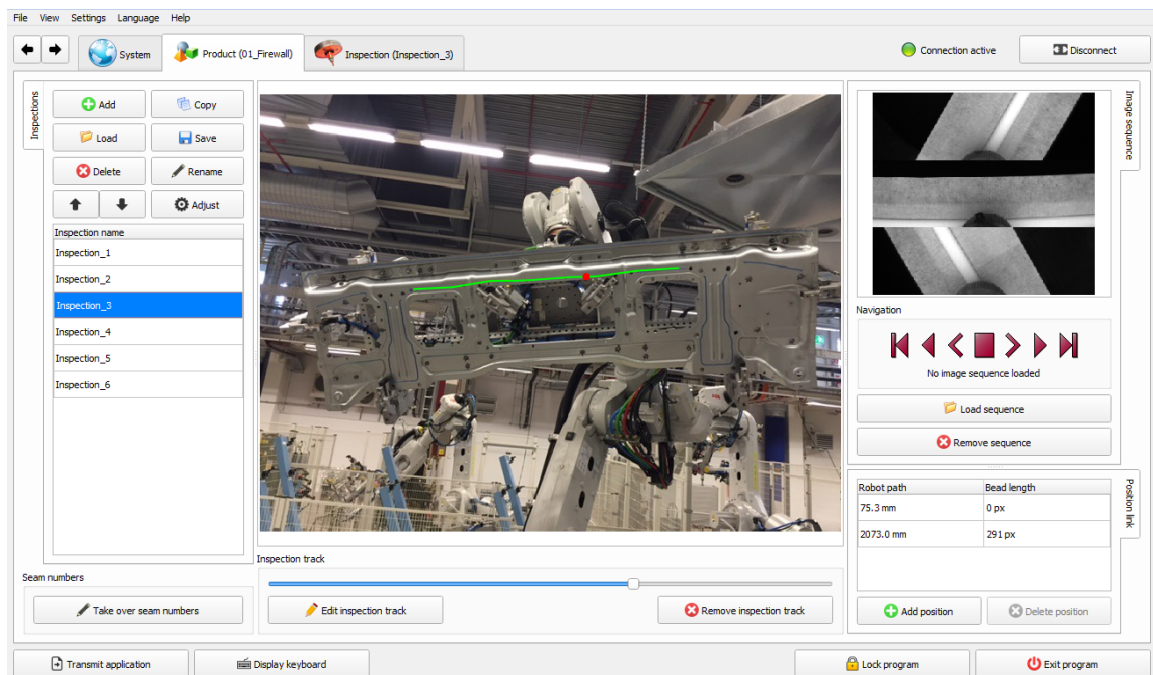 File View Settings Language Help
System
Product (01_Firewall)
Inspection (Inspection_3)
Connection active
Disconnect
Inspections
Add
Copy
Load
Save
Delete
Rename
Adjust
Inspection name
Inspection_1
Inspection_2
Inspection_3
Inspection_4
Inspection_5
Inspection_6
Seam numbers
Take over seam numbers
Inspection track
Edit inspection track
Remove inspection track
Image sequence
Navigation
No image sequence loaded
Load sequence
Remove sequence
Position link
Robot path Bead length
75.3 mm 0 px
2073.0 mm 291 px
Add position
Delete position
Transmit application
Display keyboard
Lock program
Exit program